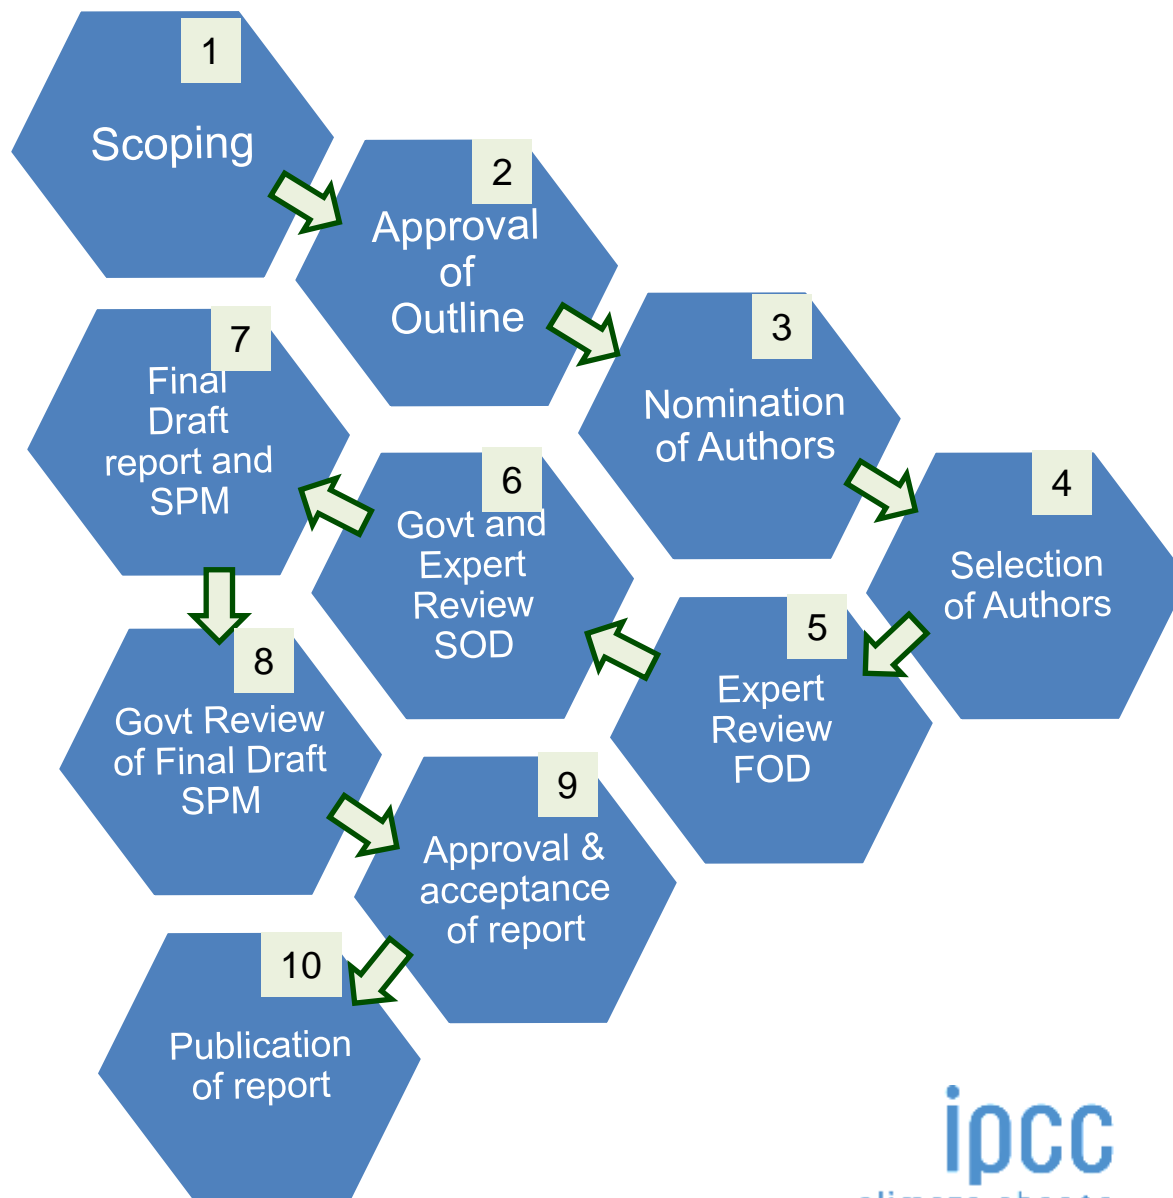 1
Scoping
2
Approval
of
Outline
3
Nomination
of Authors
4
Selection
of Authors
5
Expert
Review
FOD
6
Govt and
Expert
Review
SOD
7
Final
Draft
report and
SPM
8
Govt Review
of Final Draft
SPM
9
Approval &
acceptance
of report
10
Publication
of report
ipcc